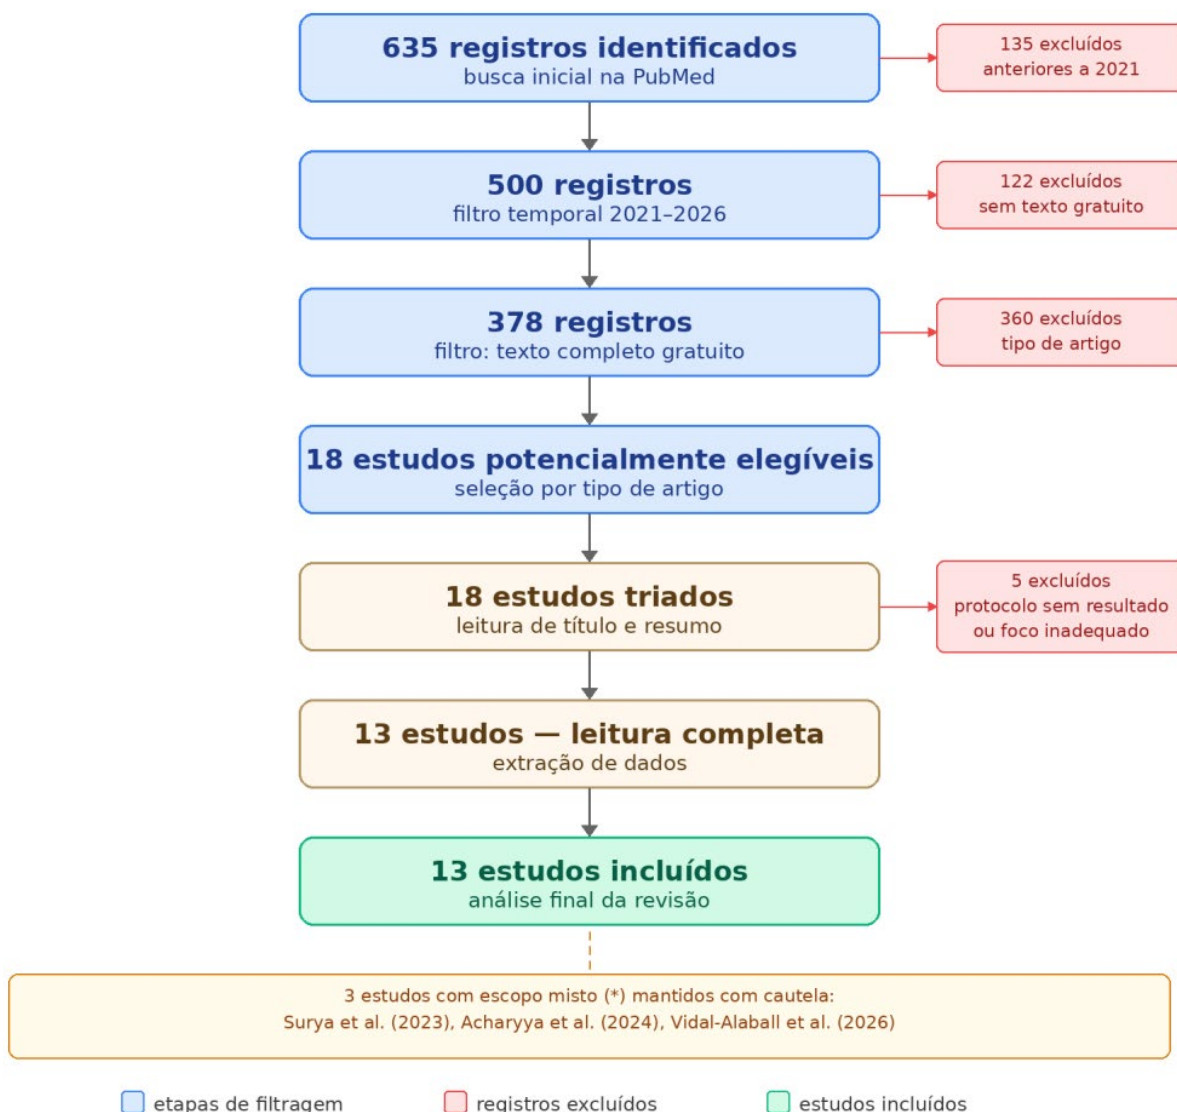 635 registros identificados
busca inicial na PubMed
135 excluídos
anteriores a 2021
500 registros
filtro temporal 2021–2026
122 excluídos
sem texto gratuito
378 registros
filtro: texto completo gratuito
360 excluídos
tipo de artigo
18 estudos potencialmente elegíveis
seleção por tipo de artigo
18 estudos triados
leitura de título e resumo
5 excluídos
protocolo sem resultado
ou foco inadequado
13 estudos — leitura completa
extração de dados
13 estudos incluídos
análise final da revisão
3 estudos com escopo misto (*) mantidos com cautela:
Surya et al. (2023), Acharyya et al. (2024), Vidal-Alaball et al. (2026)
etapas de filtragem
registros excluídos
estudos incluídos